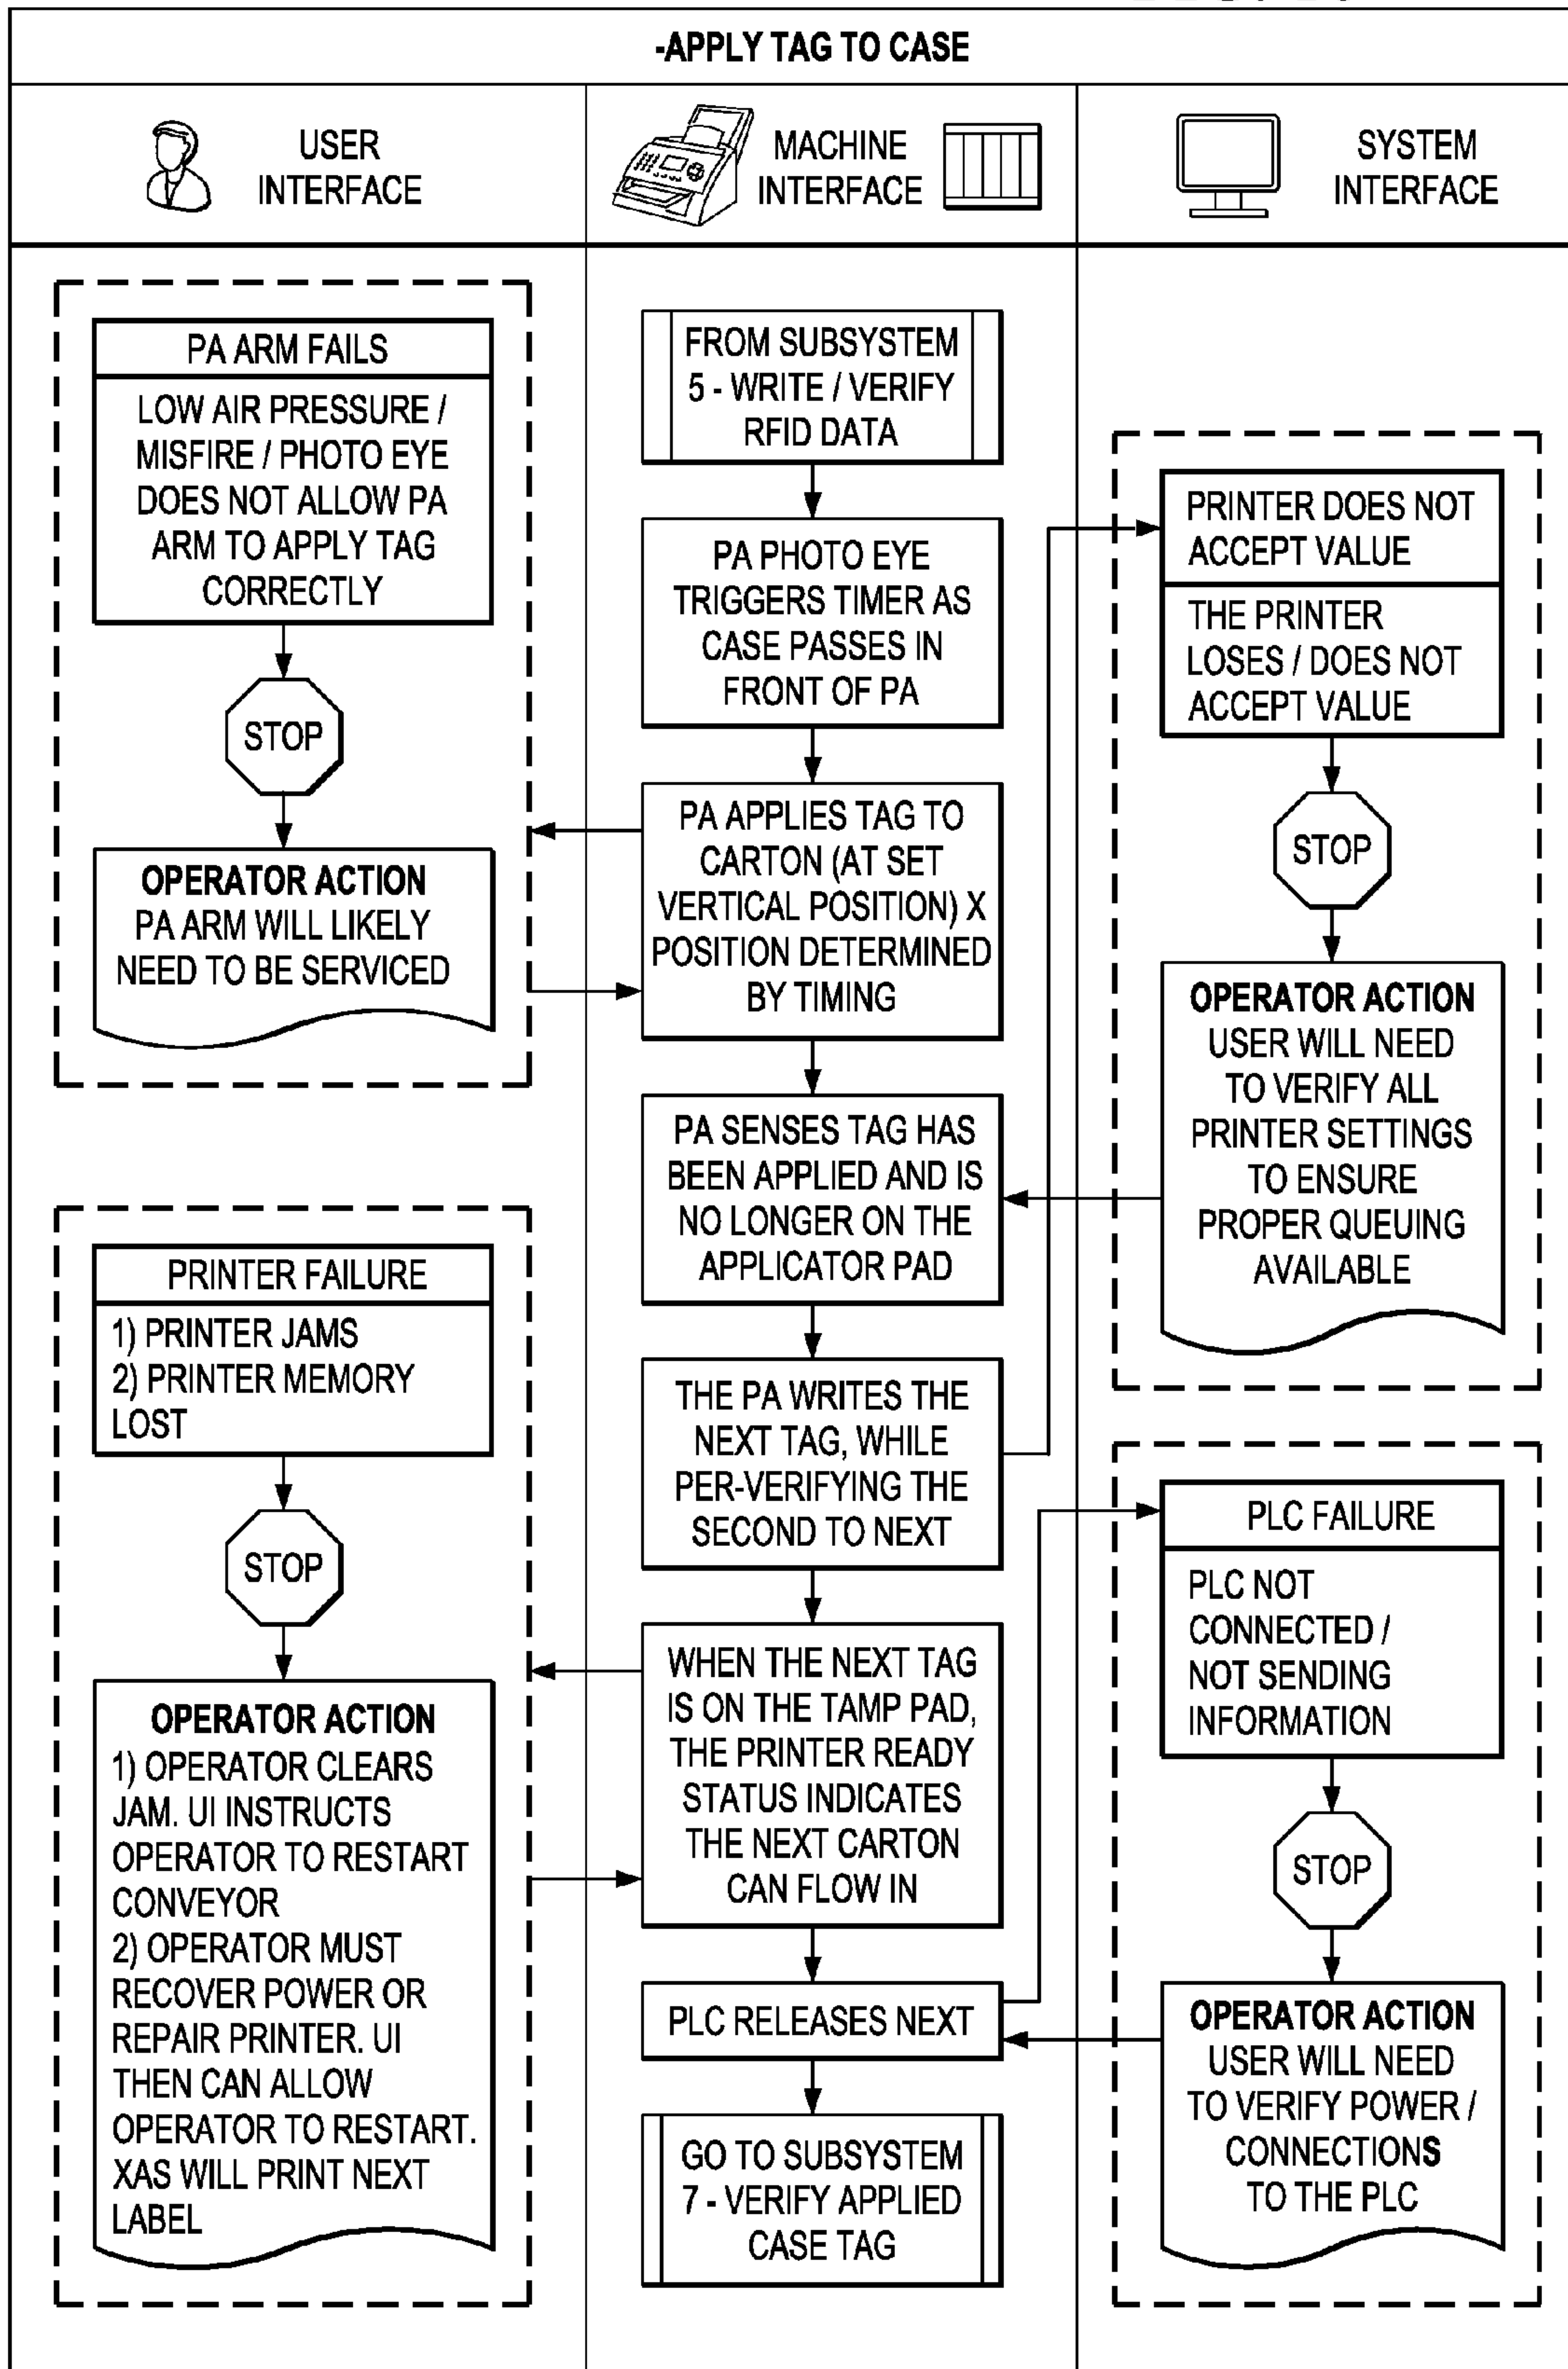 -APPLY TAG TO CASE
USER
INTERFACE
MACHINE
INTERFACE
SYSTEM
INTERFACE
PA ARM FAILS
LOW AIR PRESSURE /
MISFIRE / PHOTO EYE
DOES NOT ALLOW PA
ARM TO APPLY TAG
CORRECTLY
STOP
OPERATOR ACTION
PA ARM WILL LIKELY
NEED TO BE SERVICED
PRINTER FAILURE
1) PRINTER JAMS
2) PRINTER MEMORY
LOST
STOP
OPERATOR ACTION
1) OPERATOR CLEARS
JAM. UI INSTRUCTS
OPERATOR TO RESTART
CONVEYOR
2) OPERATOR MUST
RECOVER POWER OR
REPAIR PRINTER. UI
THEN CAN ALLOW
OPERATOR TO RESTART.
XAS WILL PRINT NEXT
LABEL
FROM SUBSYSTEM
5 - WRITE / VERIFY
RFID DATA
PA PHOTO EYE
TRIGGERS TIMER AS
CASE PASSES IN
FRONT OF PA
PA APPLIES TAG TO
CARTON (AT SET
VERTICAL POSITION) X
POSITION DETERMINED
BY TIMING
PA SENSES TAG HAS
BEEN APPLIED AND IS
NO LONGER ON THE
APPLICATOR PAD
THE PA WRITES THE
NEXT TAG, WHILE
PER-VERIFYING THE
SECOND TO NEXT
WHEN THE NEXT TAG
IS ON THE TAMP PAD,
THE PRINTER READY
STATUS INDICATES
THE NEXT CARTON
CAN FLOW IN
PLC RELEASES NEXT
GO TO SUBSYSTEM
7 - VERIFY APPLIED
CASE TAG
PRINTER DOES NOT
ACCEPT VALUE
THE PRINTER
LOSES / DOES NOT
ACCEPT VALUE
STOP
OPERATOR ACTION
USER WILL NEED
TO VERIFY ALL
PRINTER SETTINGS
TO ENSURE
PROPER QUEUING
AVAILABLE
PLC FAILURE
PLC NOT
CONNECTED /
NOT SENDING
INFORMATION
STOP
OPERATOR ACTION
USER WILL NEED
TO VERIFY POWER /
CONNECTIONS
TO THE PLC